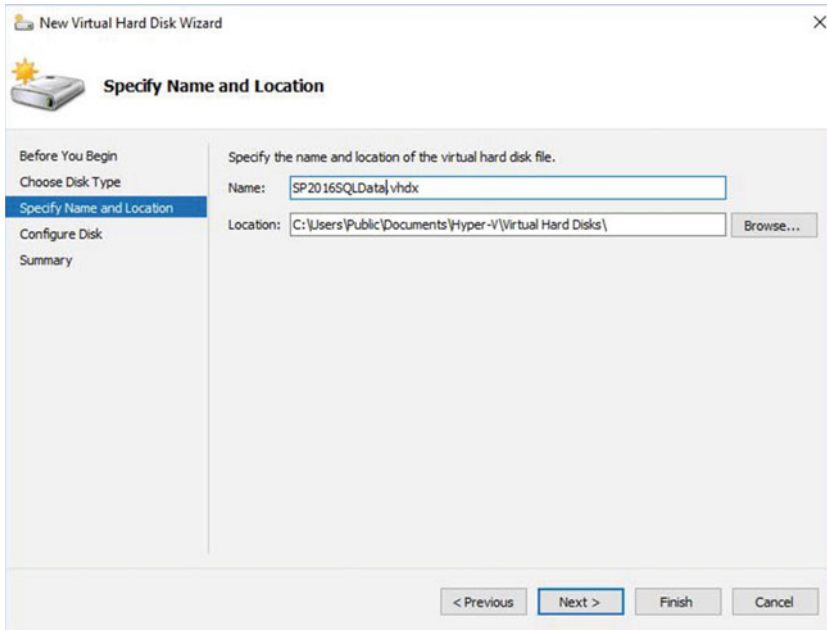 New Virtual Hard Disk Wizard
Specify Name and Location
Before You Begin
Choose Disk Type
Specify Name and Location
Configure Disk
Summary
Specify the name and location of the virtual hard disk file.
Name: SP2016SQLData.vhdx
Location: C:\Users\Public\Documents\Hyper-V\Virtual Hard Disks\ Browse...
< Previous Next > Finish Cancel